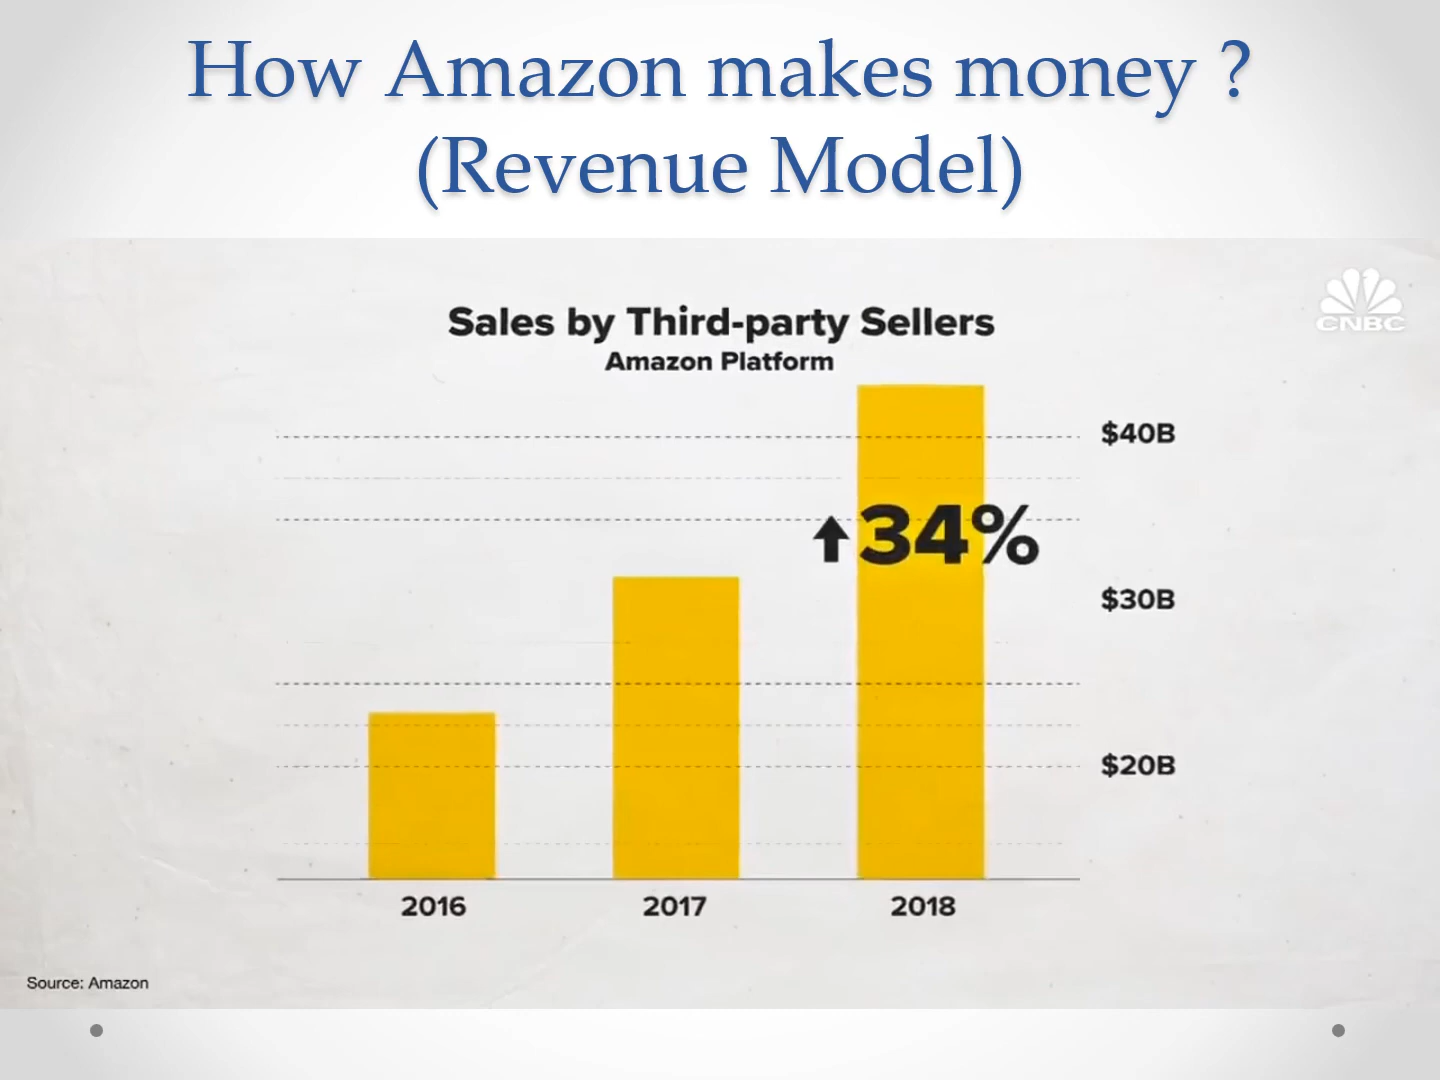 How Amazon makes money ?
(Revenue Model)
CNBC
Sales by Third-party Sellers
Amazon Platform
$40B
34%
$30B
$20B
2016 2017 2018
Source: Amazon